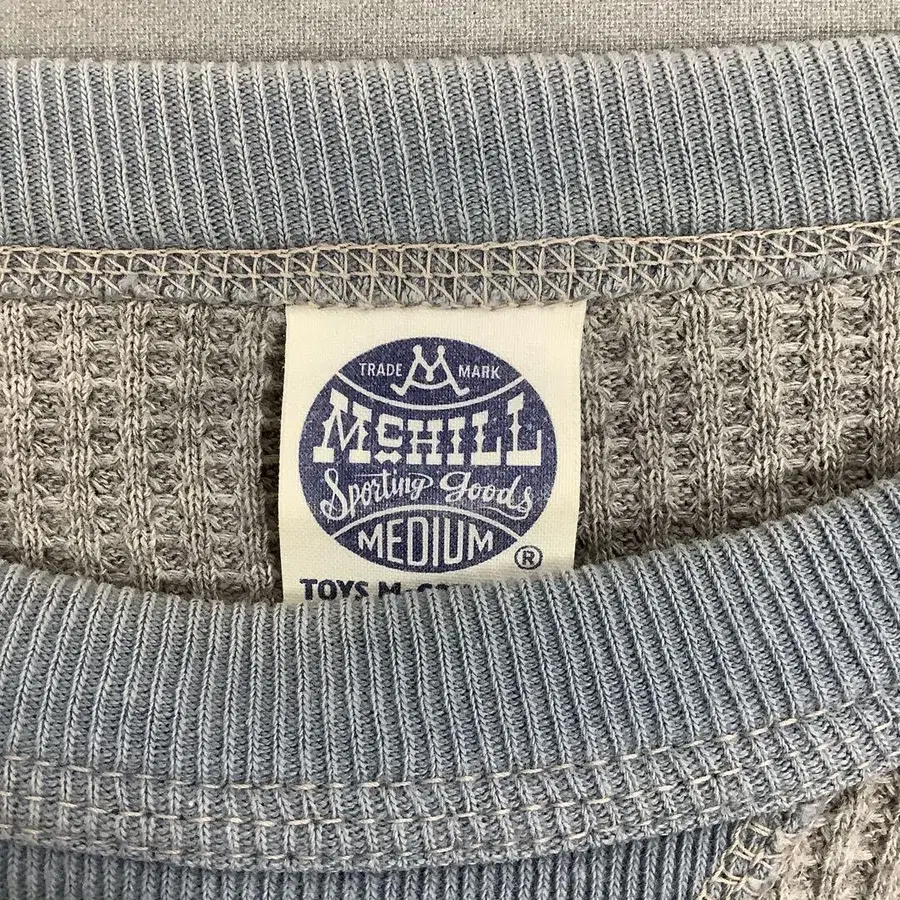 TRADE MARK
McHILL
Sporting Goods
MEDIUM
®
TOYS